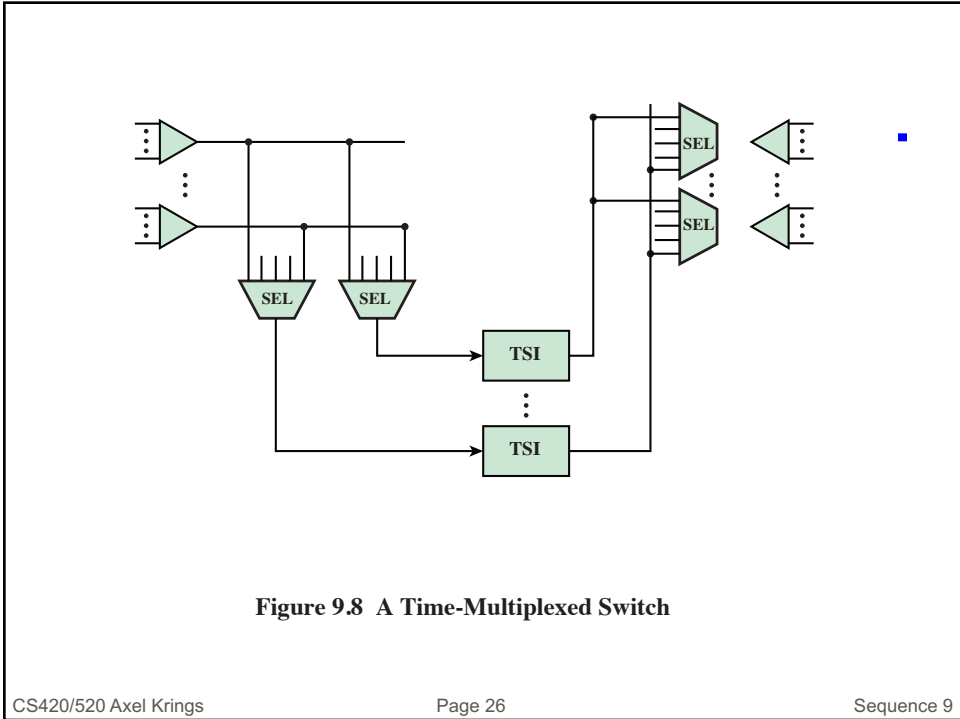 SEL
SEL
SEL
SEL
TSI
TSI
Figure 9.8 A Time-Multiplexed Switch
CS420/520 Axel Krings Page 26 Sequence 9